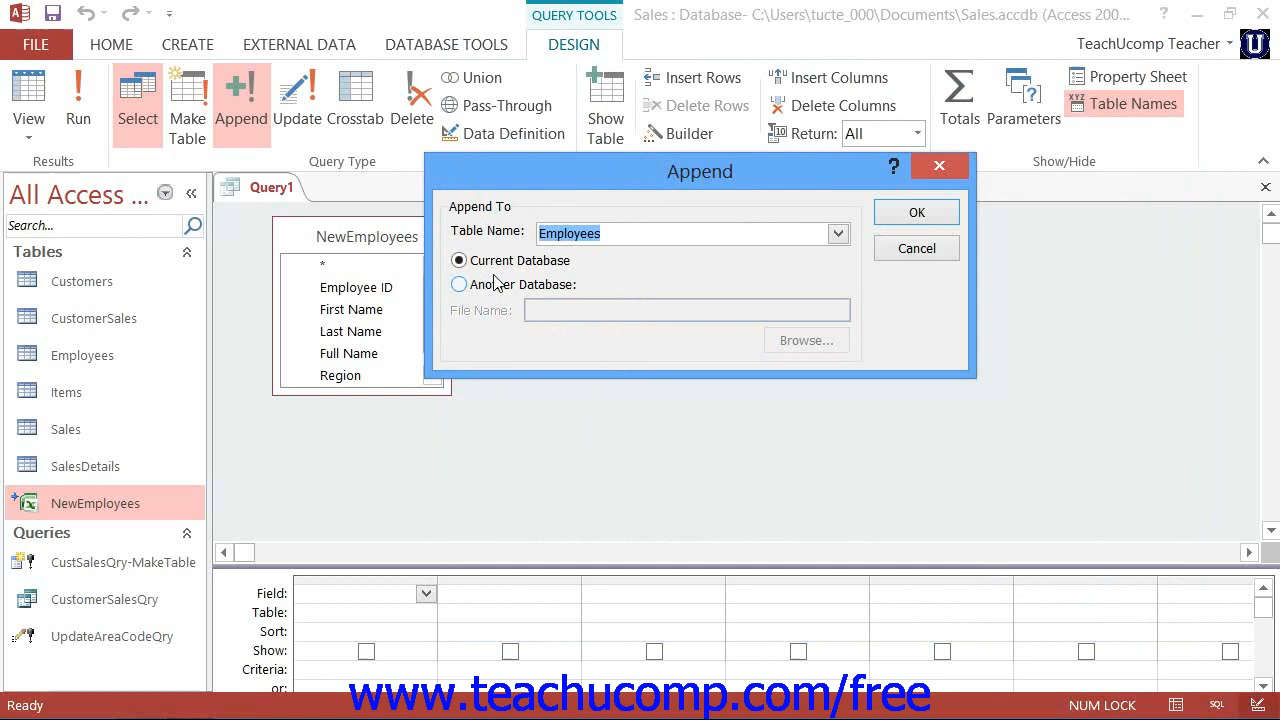 QUERY TOOLS
Sales : Database- C:\Users\tucte_000\Documents\Sales.accdb (Access 200...
FILE HOME CREATE EXTERNAL DATA DATABASE TOOLS DESIGN
TeachUcomp Teacher
U
View
Run
Select
Make Table
Append
Update
Crosstab
Delete
Union
Pass-Through
Data Definition
Show Table
Insert Rows
Delete Rows
Builder
Insert Columns
Delete Columns
Return: All
Totals
Parameters
Property Sheet
Table Names
Results
Query Type
Show/Hide
All Access ...
Search...
Tables
Customers
CustomerSales
Employees
Items
Sales
SalesDetails
NewEmployees
Queries
CustSalesQry-MakeTable
CustomerSalesQry
UpdateAreaCodeQry
Query1
NewEmployees
*
Employee ID
First Name
Last Name
Full Name
Region
Append
Append To
Table Name: Employees
Current Database
Another Database:
File Name:
Browse...
OK
Cancel
Field:
Table:
Sort:
Show:
Criteria:
or:
www.teachucomp.com/free
Ready
NUM LOCK
SQL